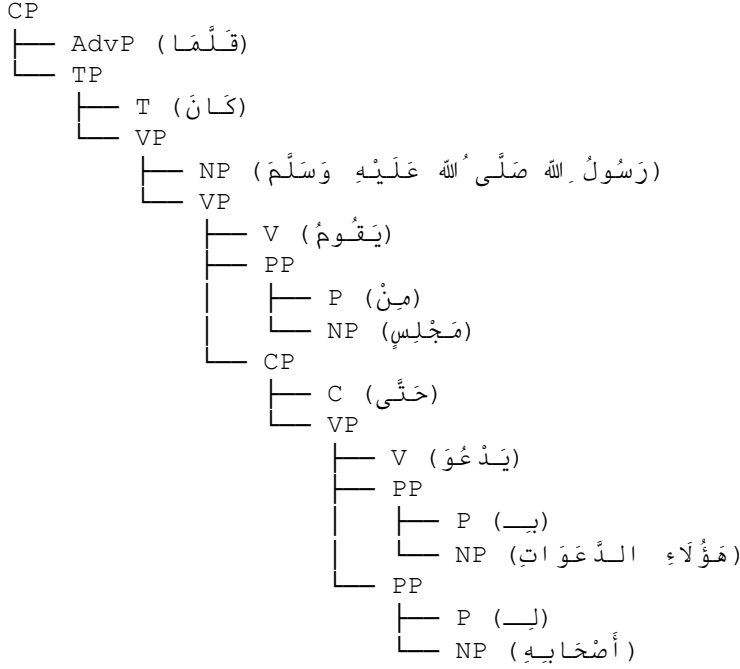 CP
├── AdvP (قَلَّمَا)
└── TP
    ├── T (كَانَ)
    └── VP
        ├── NP (رَسُولُ اللهِ صَلَّى اللهُ عَلَيْهِ وَسَلَّمَ)
        └── VP
            ├── V (يَقُومُ)
            ├── PP
            │   ├── P (مِنْ)
            │   └── NP (مَجْلِسٍ)
            └── CP
                ├── C (حَتَّى)
                └── VP
                    ├── V (يَدْعُوَ)
                    ├── PP
                    │   ├── P (بِـ)
                    │   └── NP (هَؤُلَاءِ الدَّعَوَاتِ)
                    └── PP
                        ├── P (لِـ)
                        └── NP (أَصْحَابِهِ)